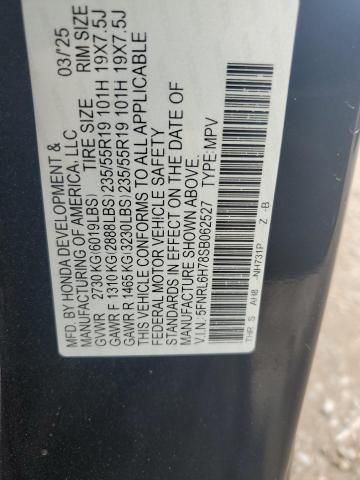 MFD. BY HONDA DEVELOPMENT & 03/'25
MANUFACTURING OF AMERICA, LLC
TIRE SIZE RIM SIZE
GVWR 2730KG(6019LBS)
GAWR F 1310KG(2888LBS) 235/55R19 101H 19X7.5J
GAWR R 1465KG(3230LBS) 235/55R19 101H 19X7.5J
THIS VEHICLE CONFORMS TO ALL APPLICABLE
FEDERAL MOTOR VEHICLE SAFETY
STANDARDS IN EFFECT ON THE DATE OF
MANUFACTURE SHOWN ABOVE.
V.I.N.: 5FNRL6H78SB062527 TYPE: MPV
THR S AH8 -NH731P Z -B